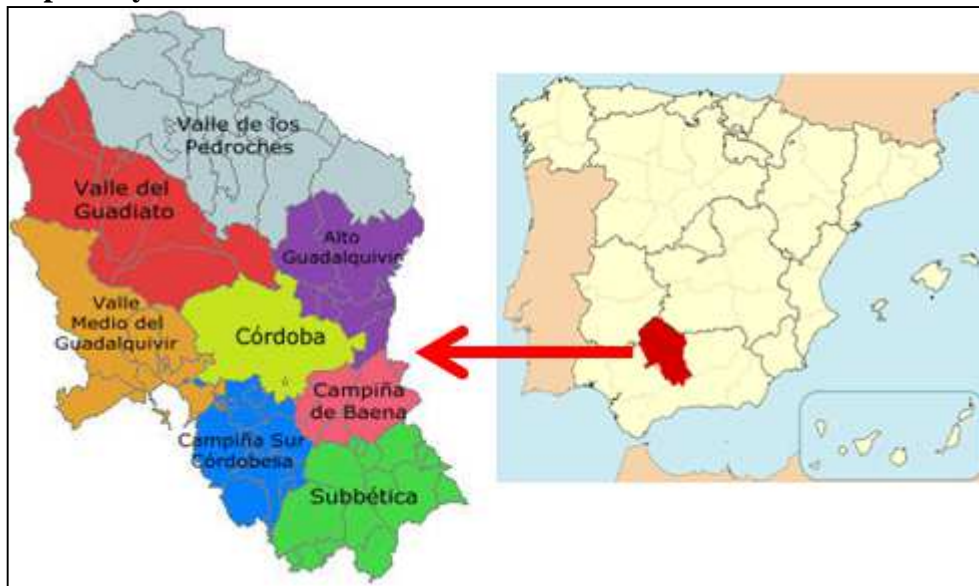 Valle de los
Pedroches
Valle del
Guadiato
Alto
Guadalquivir
Valle
Medio del
Guadalquivir
Córdoba
Campiña
de Baena
Campiña Sur
Córdobesa
Subbética